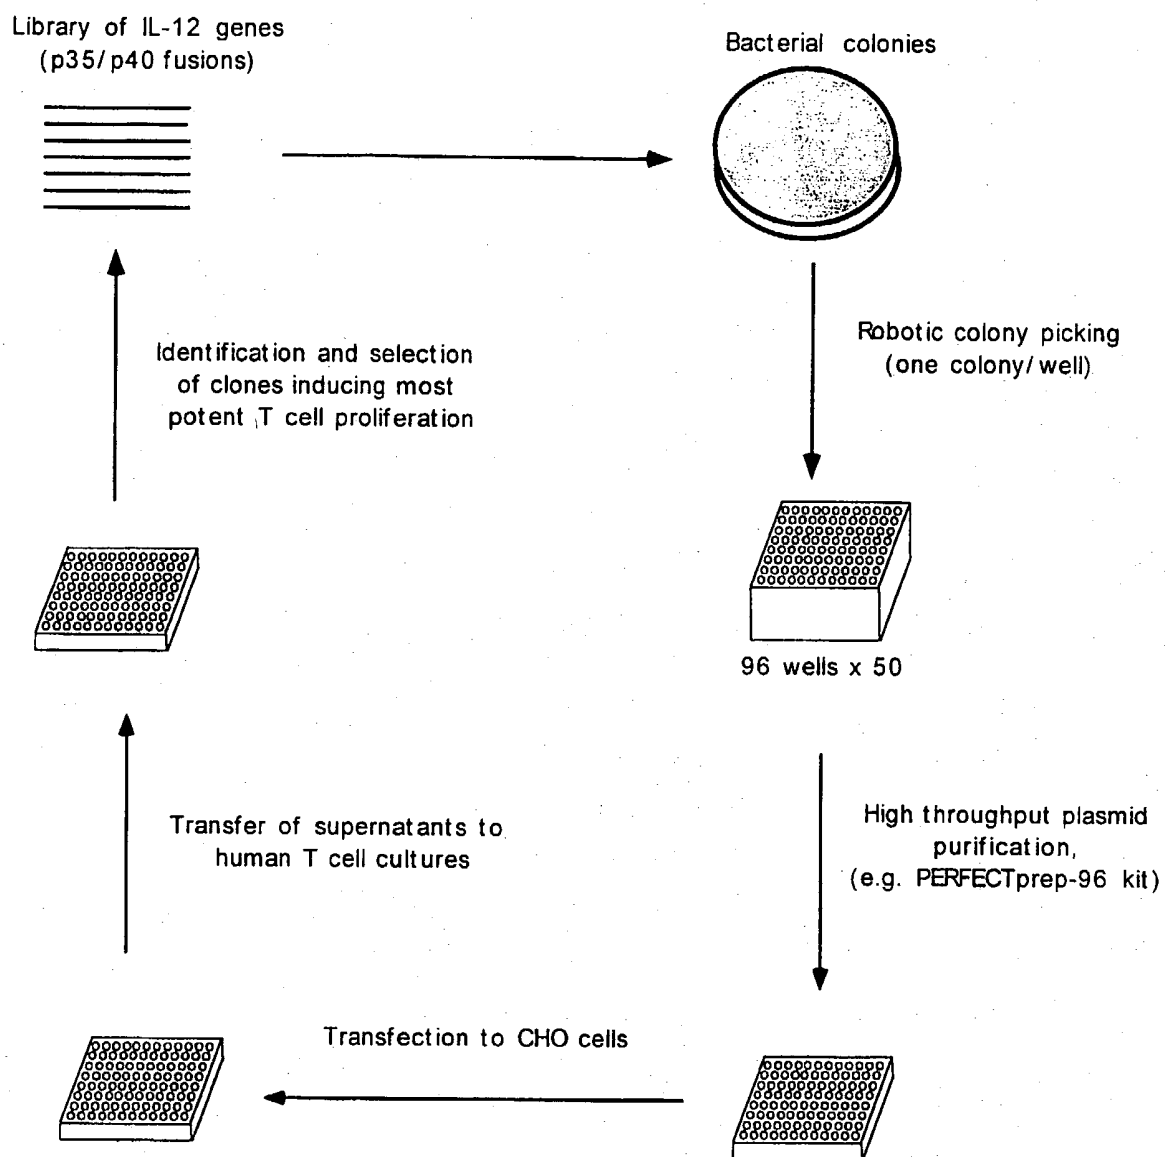 Library of IL-12 genes
(p35/p40 fusions)
Bacterial colonies
Robotic colony picking
(one colony/well)
Identification and selection
of clones inducing most
potent T cell proliferation
96 wells x 50
High throughput plasmid
purification,
(e.g. PERFECTprep-96 kit)
Transfer of supernatants to
human T cell cultures
Transfection to CHO cells